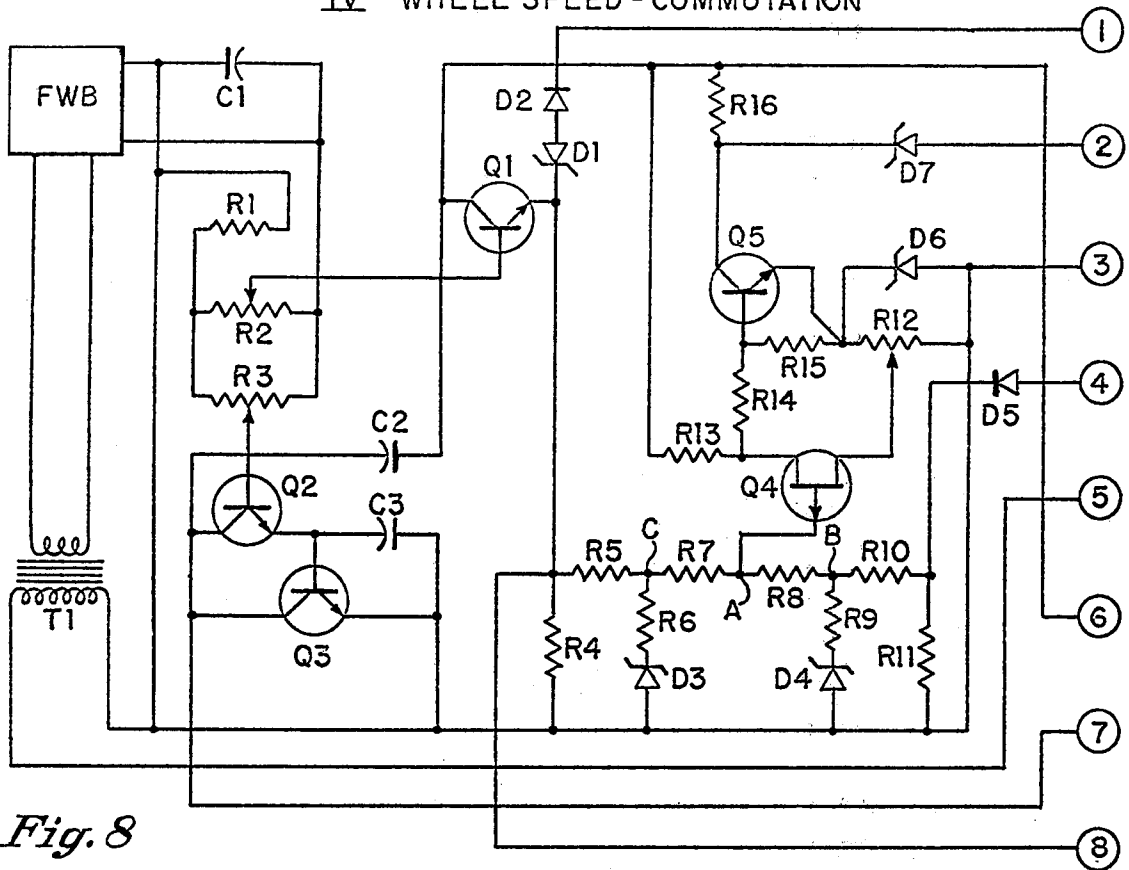 IV WHEEL SPEED - COMMUTATION
1
FWB
C1
D2
R16
2
D1
D7
Q1
R1
Q5
D6
3
R2
R12
R15
R3
4
D5
R14
C2
R13
Q2
Q4
C3
5
C
B
R5
R7
R10
R8
A
T1
R6
R9
6
Q3
R4
D3
D4
R11
7
Fig. 8
8